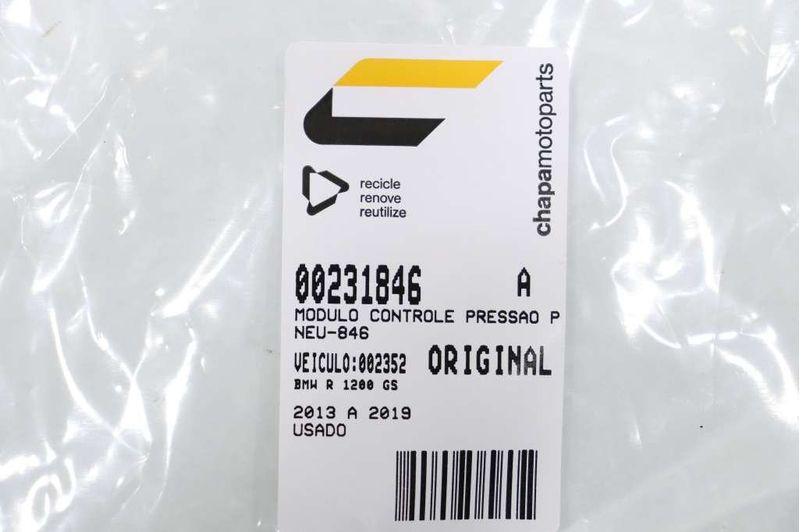 chapamotoparts
recicle
renove
reutilize
00231846 A
MODULO CONTROLE PRESSAO P
NEU-846
VEICULO:002352 ORIGINAL
BMW R 1200 GS
2013 A 2019
USADO